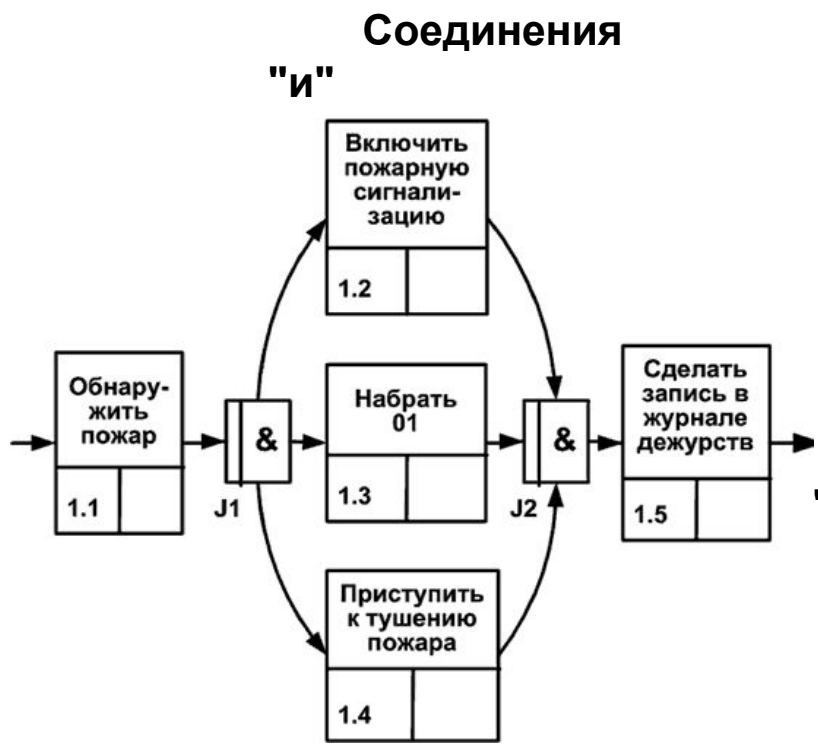 Соединения
"и"
Включить
пожарную
сигнали-
зацию
1.2
Обнару-
жить
пожар
1.1
&
J1
Набрать
01
1.3
&
J2
Сделать
запись в
журнале
дежурств
1.5
Приступить
к тушению
пожара
1.4